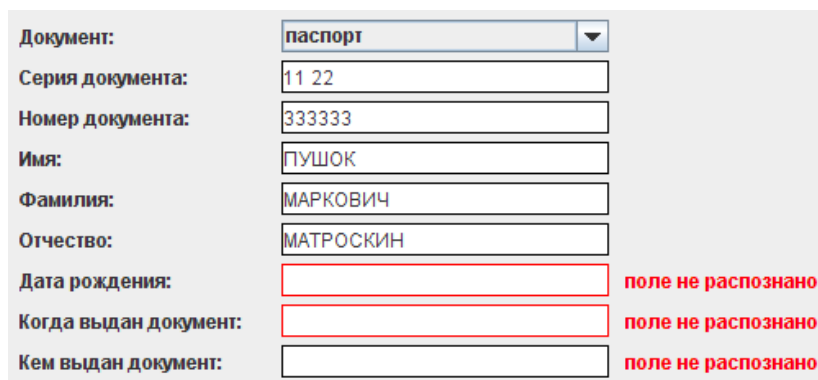 Документ: паспорт
Серия документа: 11 22
Номер документа: 333333
Имя: ПУШОК
Фамилия: МАРКОВИЧ
Отчество: МАТРОСКИН
Дата рождения: поле не распознано
Когда выдан документ: поле не распознано
Кем выдан документ: поле не распознано